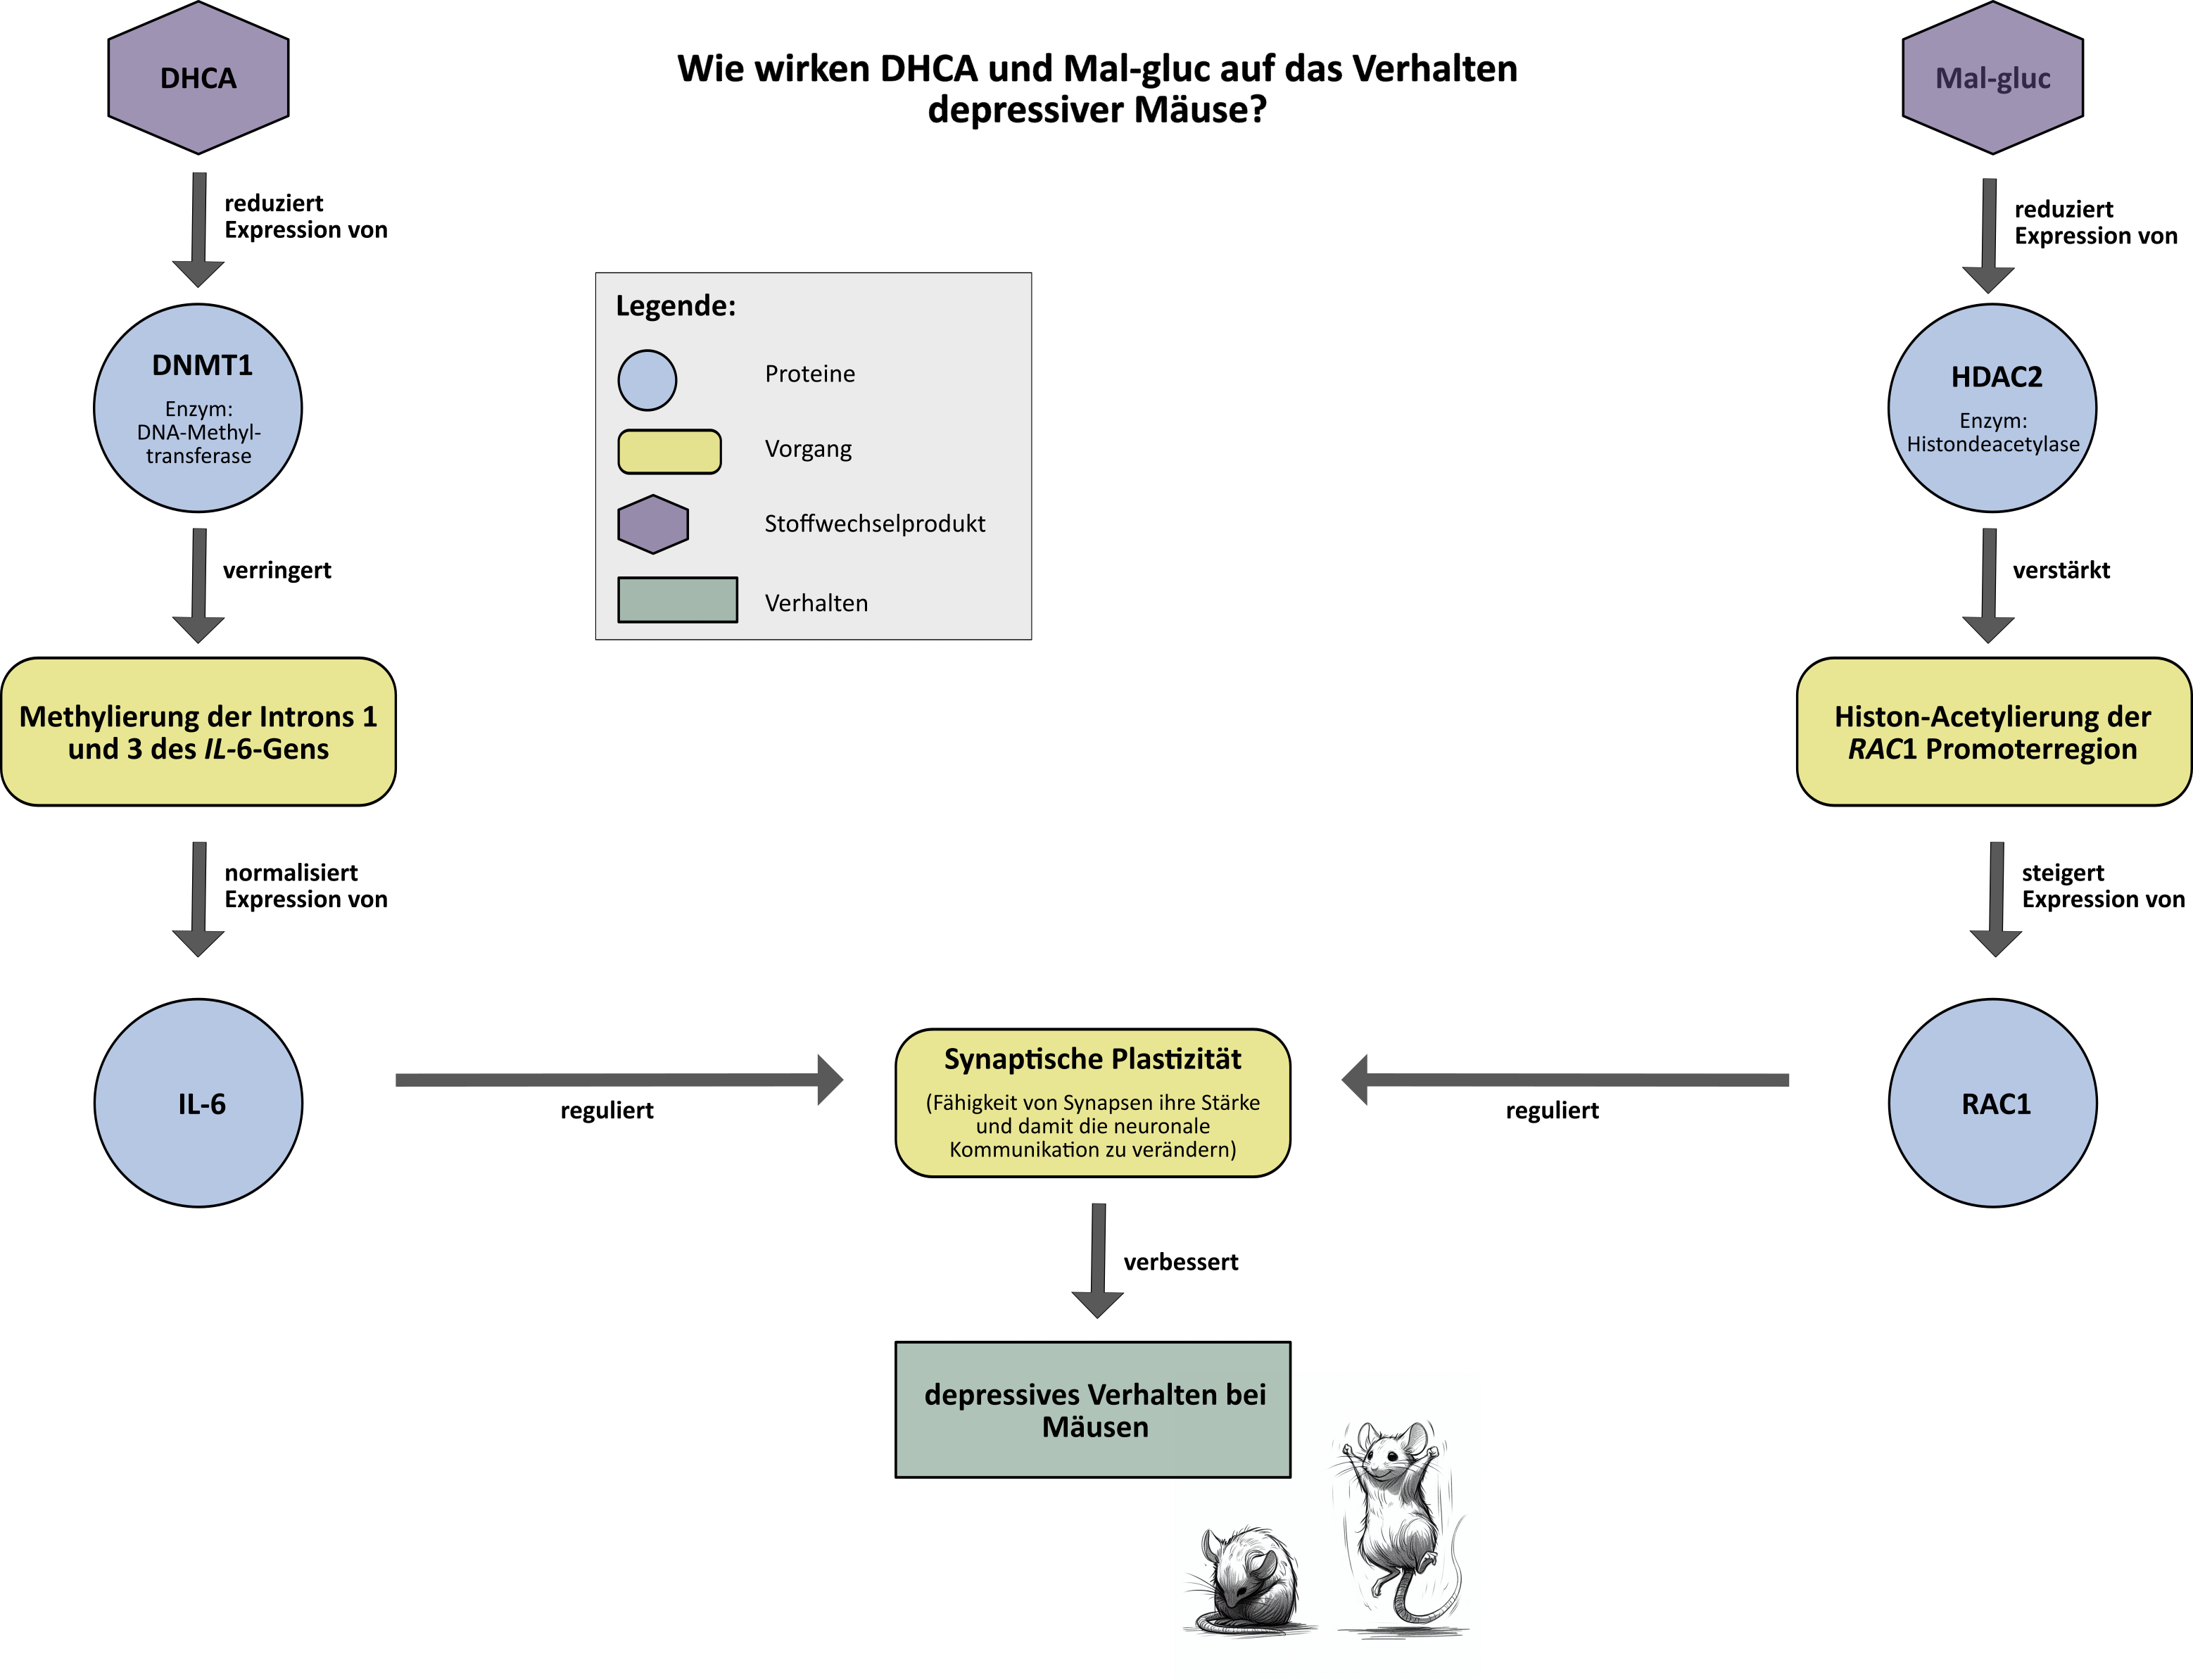 DHCA
Wie wirken DHCA und Mal-gluc auf das Verhalten
depressiver Mäuse?
Mal-gluc
reduziert
Expression von
reduziert
Expression von
Legende:
Proteine
Vorgang
Stoffwechselprodukt
Verhalten
DNMT1
Enzym:
DNA-Methyl-
transferase
HDAC2
Enzym:
Histondeacetylase
verringert
verstärkt
Methylierung der Introns 1
und 3 des IL-6-Gens
Histon-Acetylierung der
RAC1 Promoterregion
normalisiert
Expression von
steigert
Expression von
IL-6
reguliert
Synaptische Plastizität
(Fähigkeit von Synapsen ihre Stärke
und damit die neuronale
Kommunikation zu verändern)
reguliert
RAC1
verbessert
depressives Verhalten bei
Mäusen